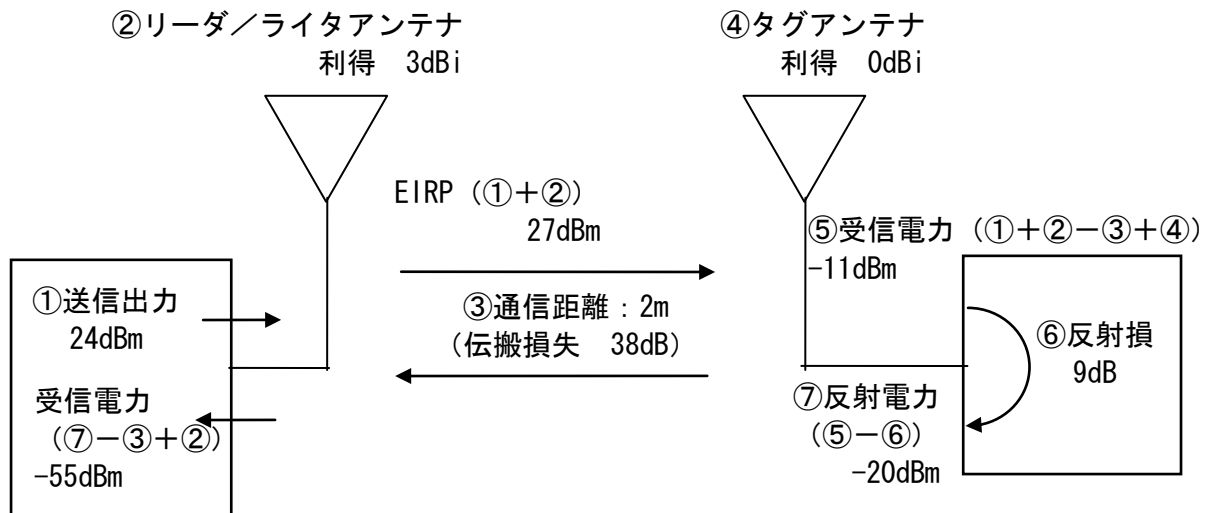 ②リーダ／ライタアンテナ
利得　3dBi
④タグアンテナ
利得　0dBi
EIRP（①＋②）
27dBm
⑤受信電力（①＋②－③＋④）
-11dBm
①送信出力
24dBm
③通信距離：2m
（伝搬損失　38dB）
⑥反射損
9dB
受信電力
（⑦－③＋②）
-55dBm
⑦反射電力
（⑤－⑥）
-20dBm